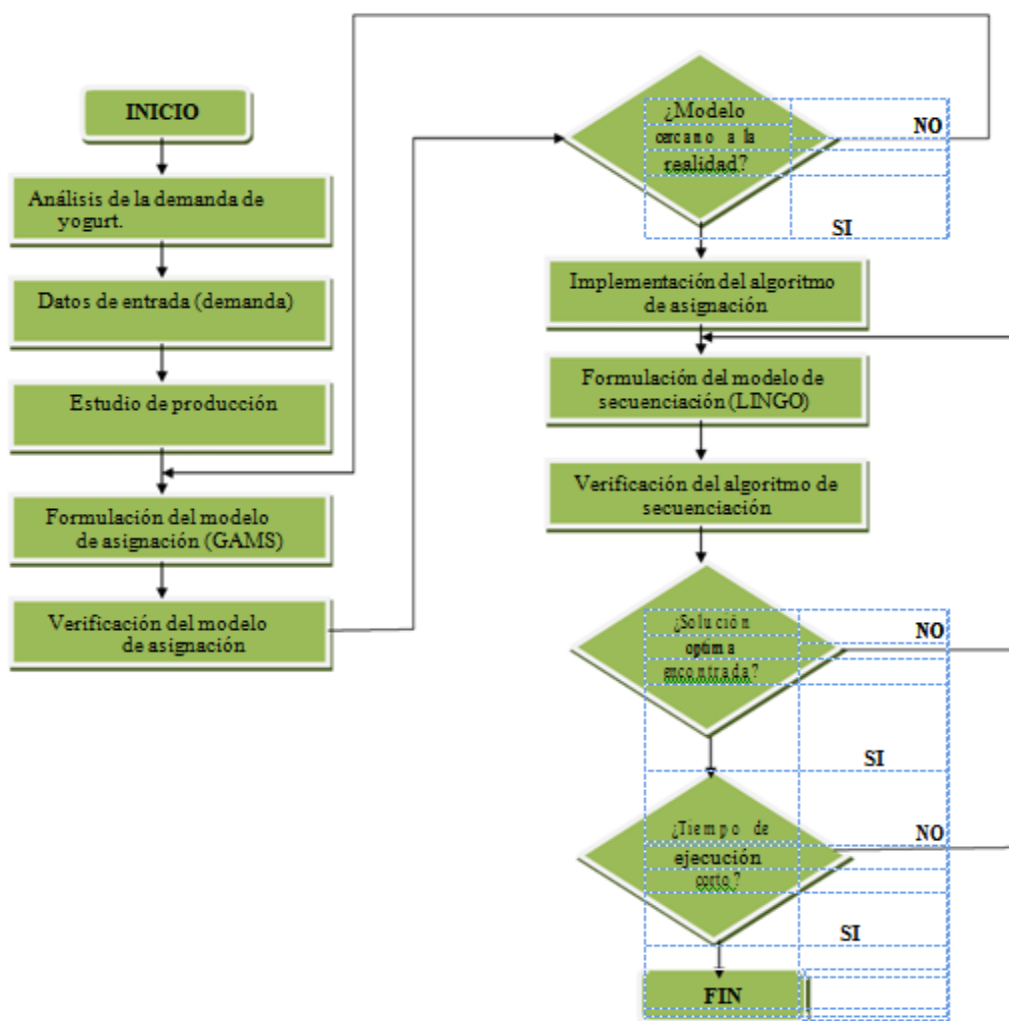 INICIO
Análisis de la demanda de
yogurt.
Datos de entrada (demanda)
Estudio de producción
Formulación del modelo
de asignación (GAMS)
Verificación del modelo
de asignación
¿Modelo
cercano a la
realidad?
NO
SI
Implementación del algoritmo
de asignación
Formulación del modelo de
secuenciación (LINGO)
Verificación del algoritmo de
secuenciación
¿Solución
optima
encontrada?
NO
SI
¿Tiempo de
ejecución
corto?
NO
SI
FIN